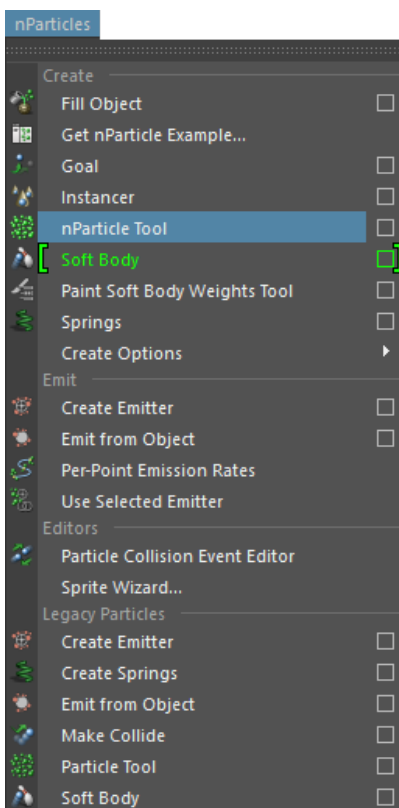 nParticles
Create
Fill Object
Get nParticle Example...
Goal
Instancer
nParticle Tool
Soft Body
Paint Soft Body Weights Tool
Springs
Create Options
Emit
Create Emitter
Emit from Object
Per-Point Emission Rates
Use Selected Emitter
Editors
Particle Collision Event Editor
Sprite Wizard...
Legacy Particles
Create Emitter
Create Springs
Emit from Object
Make Collide
Particle Tool
Soft Body